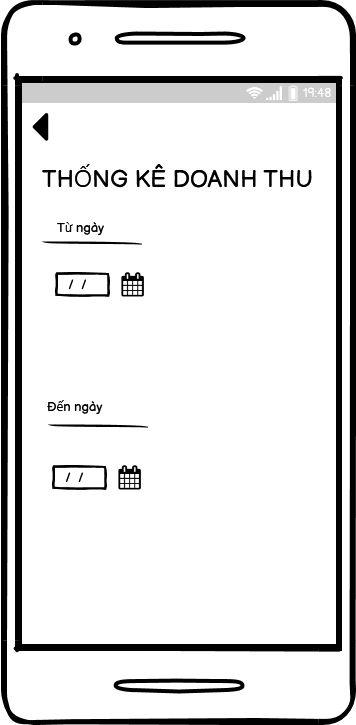 19:48
THỐNG KÊ DOANH THU
Từ ngày
/ /
Đến ngày
/ /